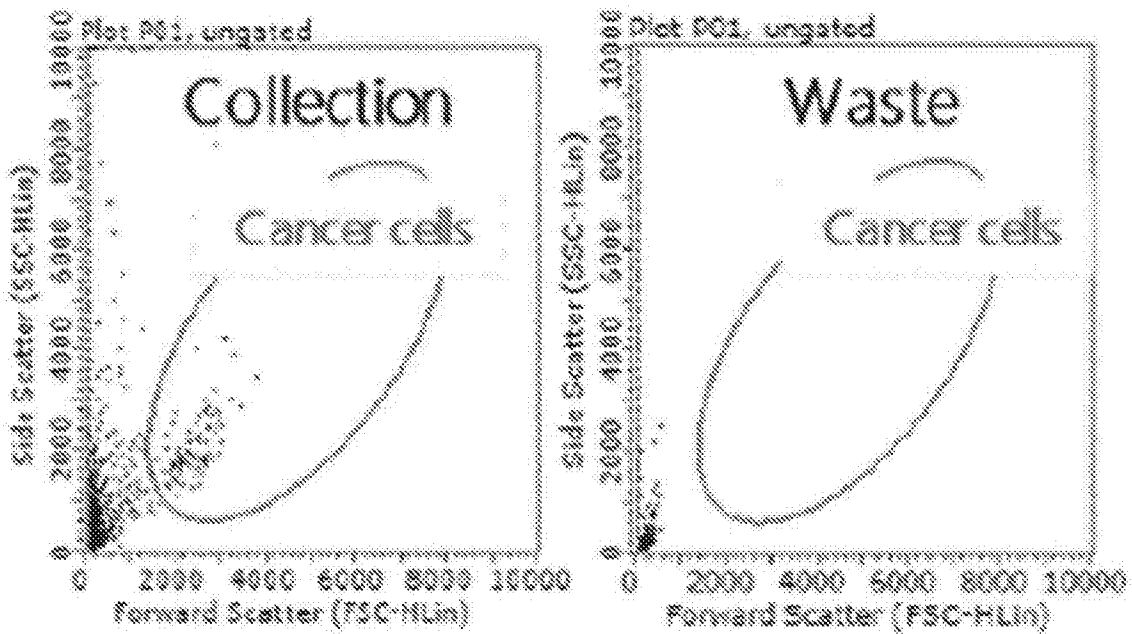 Plot P01, ungated
Collection
Cancer cells
Side Scatter (SSC-HLin)
0
2000
4000
6000
8000
10000
0 2000 4000 6000 8000 10000
Forward Scatter (FSC-HLin)
Plot P01, ungated
Waste
Cancer cells
Side Scatter (SSC-HLin)
0
2000
4000
6000
8000
10000
0 2000 4000 6000 8000 10000
Forward Scatter (FSC-HLin)